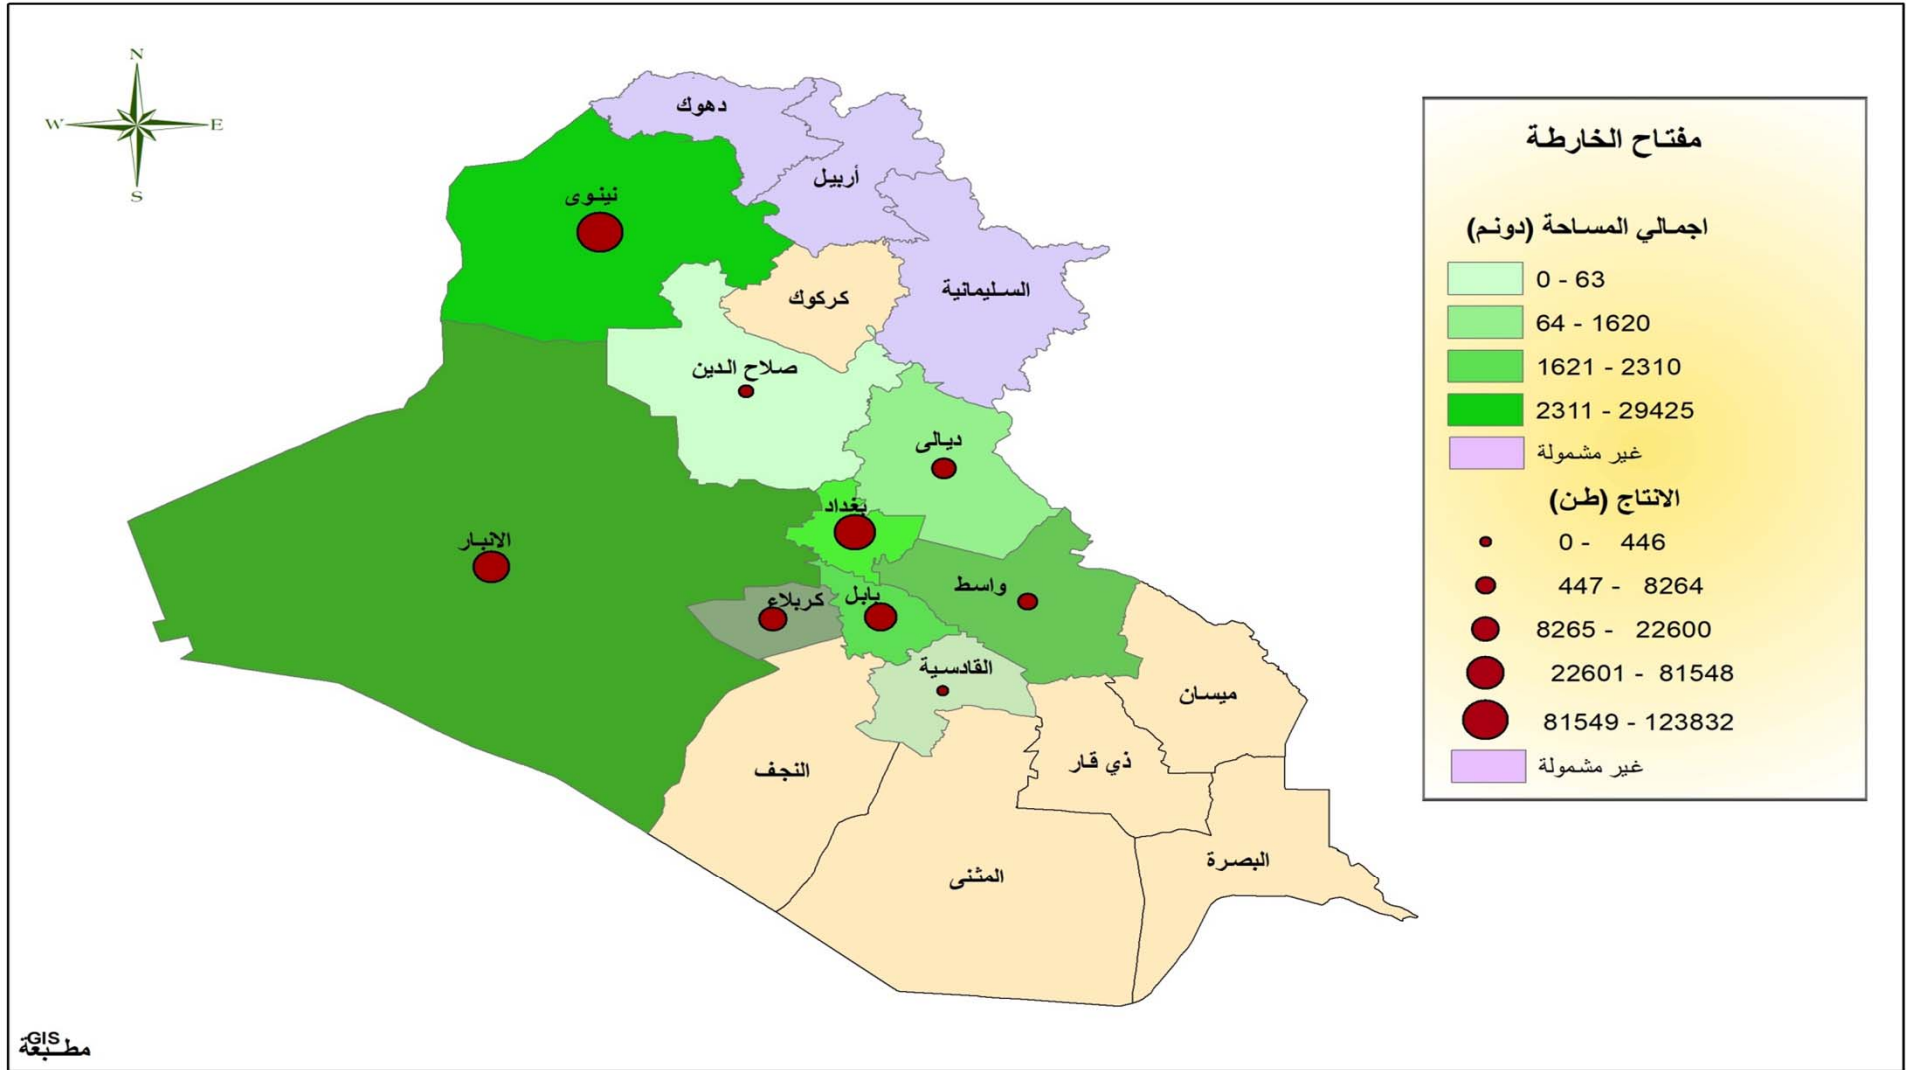 N
W E
S
دهوك
أربيل
نينوى
السليمانية
كركوك
صلاح الدين
ديالى
بغداد
الانبار
واسط
بابل
كربلاء
القادسية
ميسان
ذي قار
النجف
البصرة
المثنى
مفتاح الخارطة
اجمالي المساحة (دونم)
0 - 63
64 - 1620
1621 - 2310
2311 - 29425
غير مشمولة
الانتاج (طن)
0 - 446
447 - 8264
8265 - 22600
22601 - 81548
81549 - 123832
غير مشمولة
GIS
مطبعة